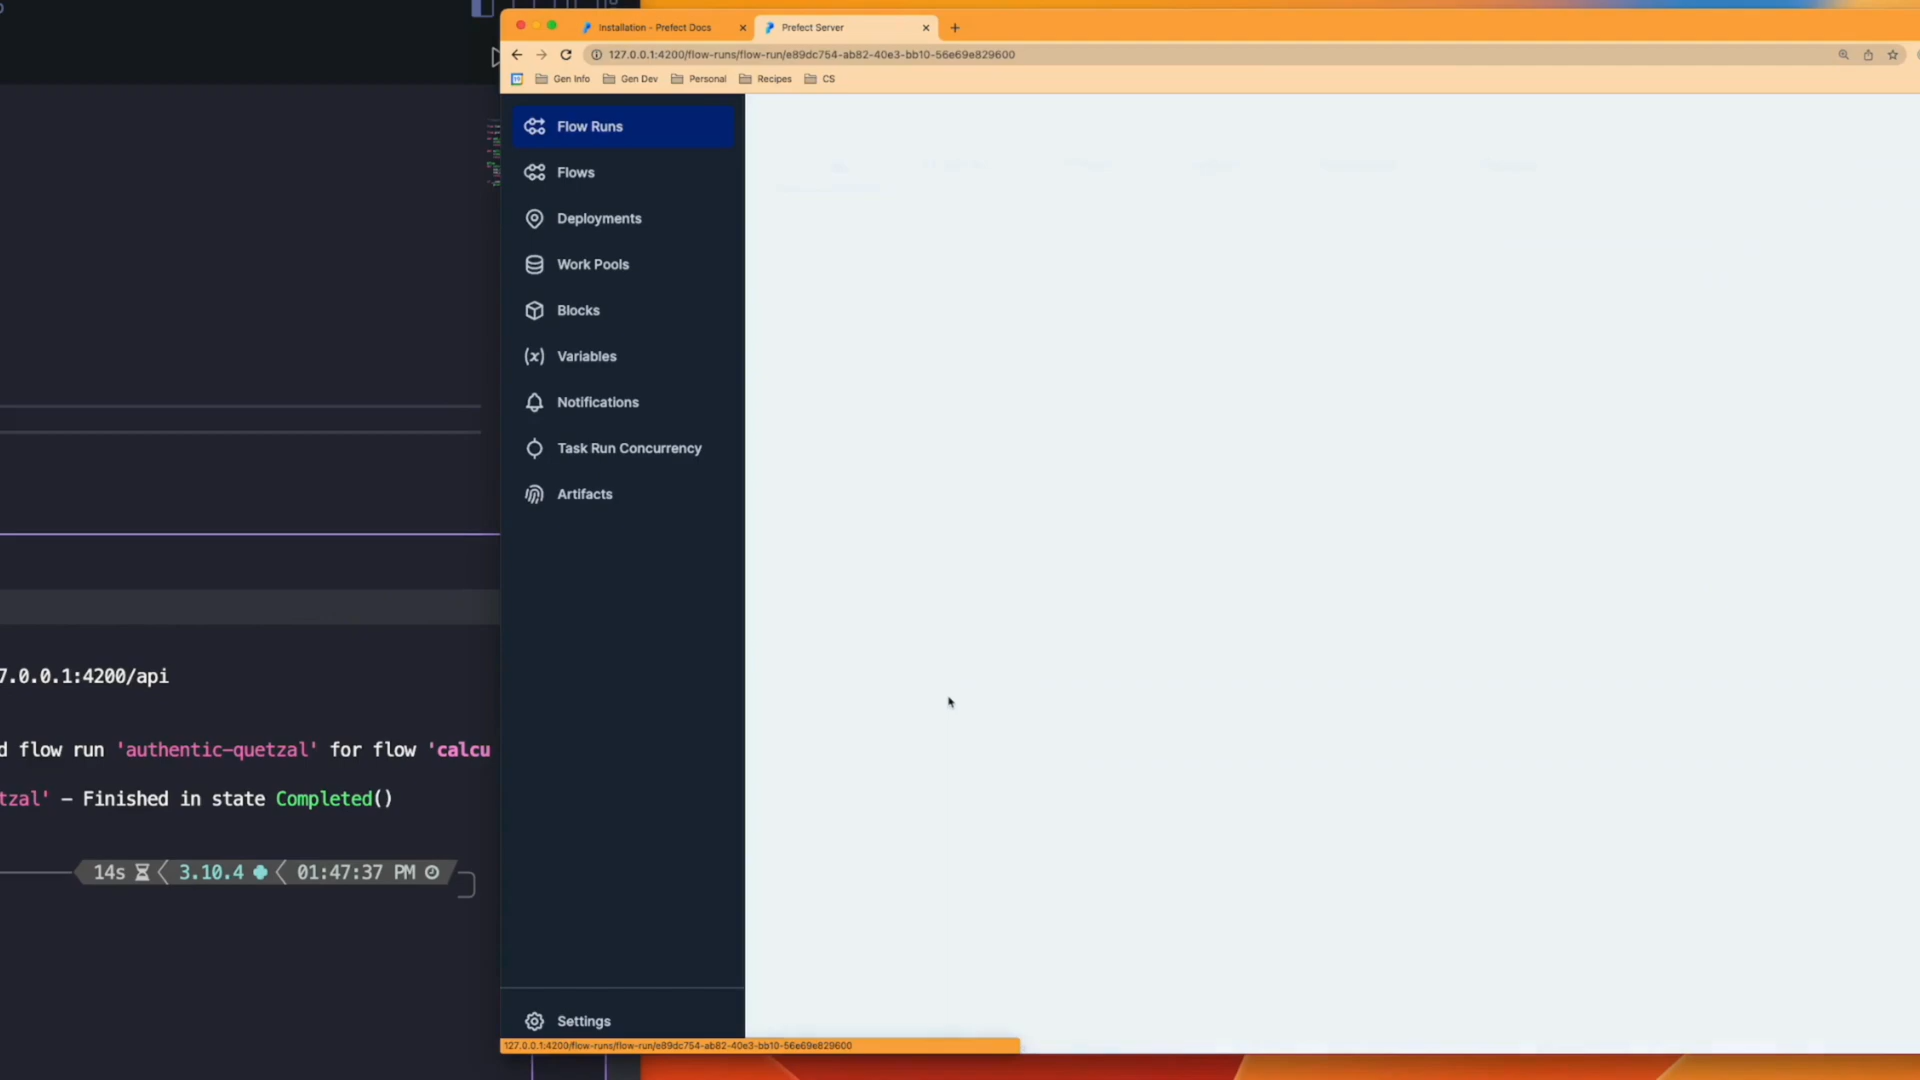 Installation - Prefect Docs
Prefect Server
127.0.0.1:4200/flow-runs/flow-run/e89dc754-ab82-40e3-bb10-56e69e829600
Gen Info
Gen Dev
Personal
Recipes
CS
Flow Runs
Flows
Deployments
Work Pools
Blocks
Variables
Notifications
Task Run Concurrency
Artifacts
Settings
127.0.0.1:4200/flow-runs/flow-run/e89dc754-ab82-40e3-bb10-56e69e829600
7.0.0.1:4200/api
d flow run 'authentic-quetzal' for flow 'calcu
tzal' – Finished in state Completed()
14s 3.10.4 01:47:37 PM